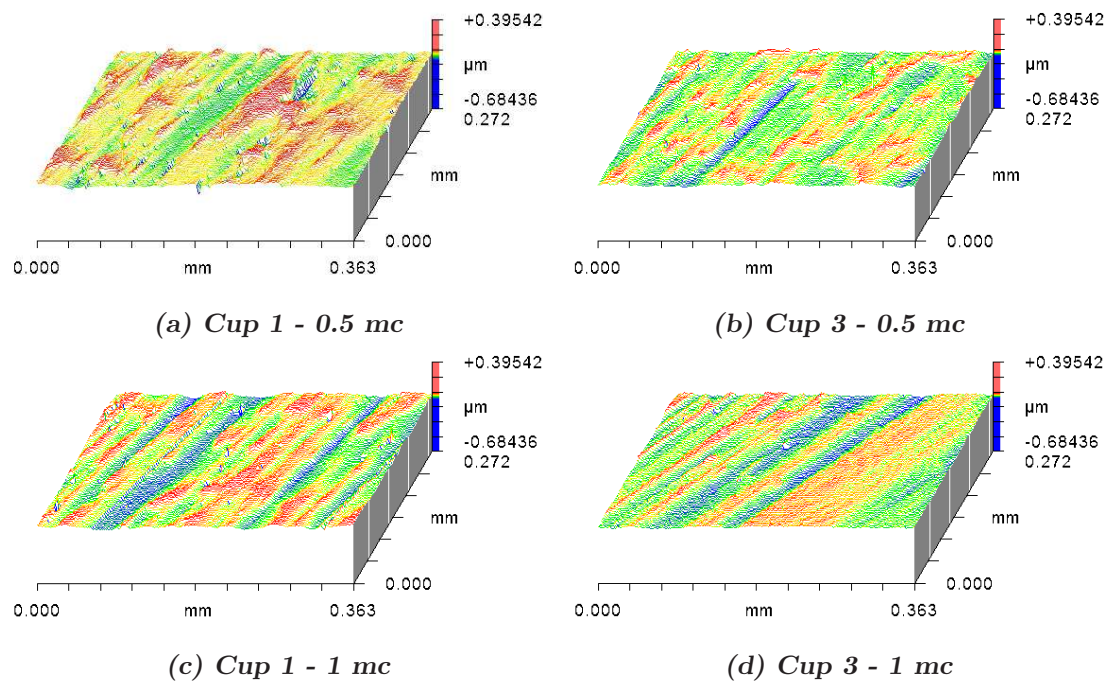 +0.39542
µm
-0.68436
0.272
mm
0.000
0.000 mm 0.363
(a) Cup 1 - 0.5 mc
+0.39542
µm
-0.68436
0.272
mm
0.000
0.000 mm 0.363
(b) Cup 3 - 0.5 mc
+0.39542
µm
-0.68436
0.272
mm
0.000
0.000 mm 0.363
(c) Cup 1 - 1 mc
+0.39542
µm
-0.68436
0.272
mm
0.000
0.000 mm 0.363
(d) Cup 3 - 1 mc